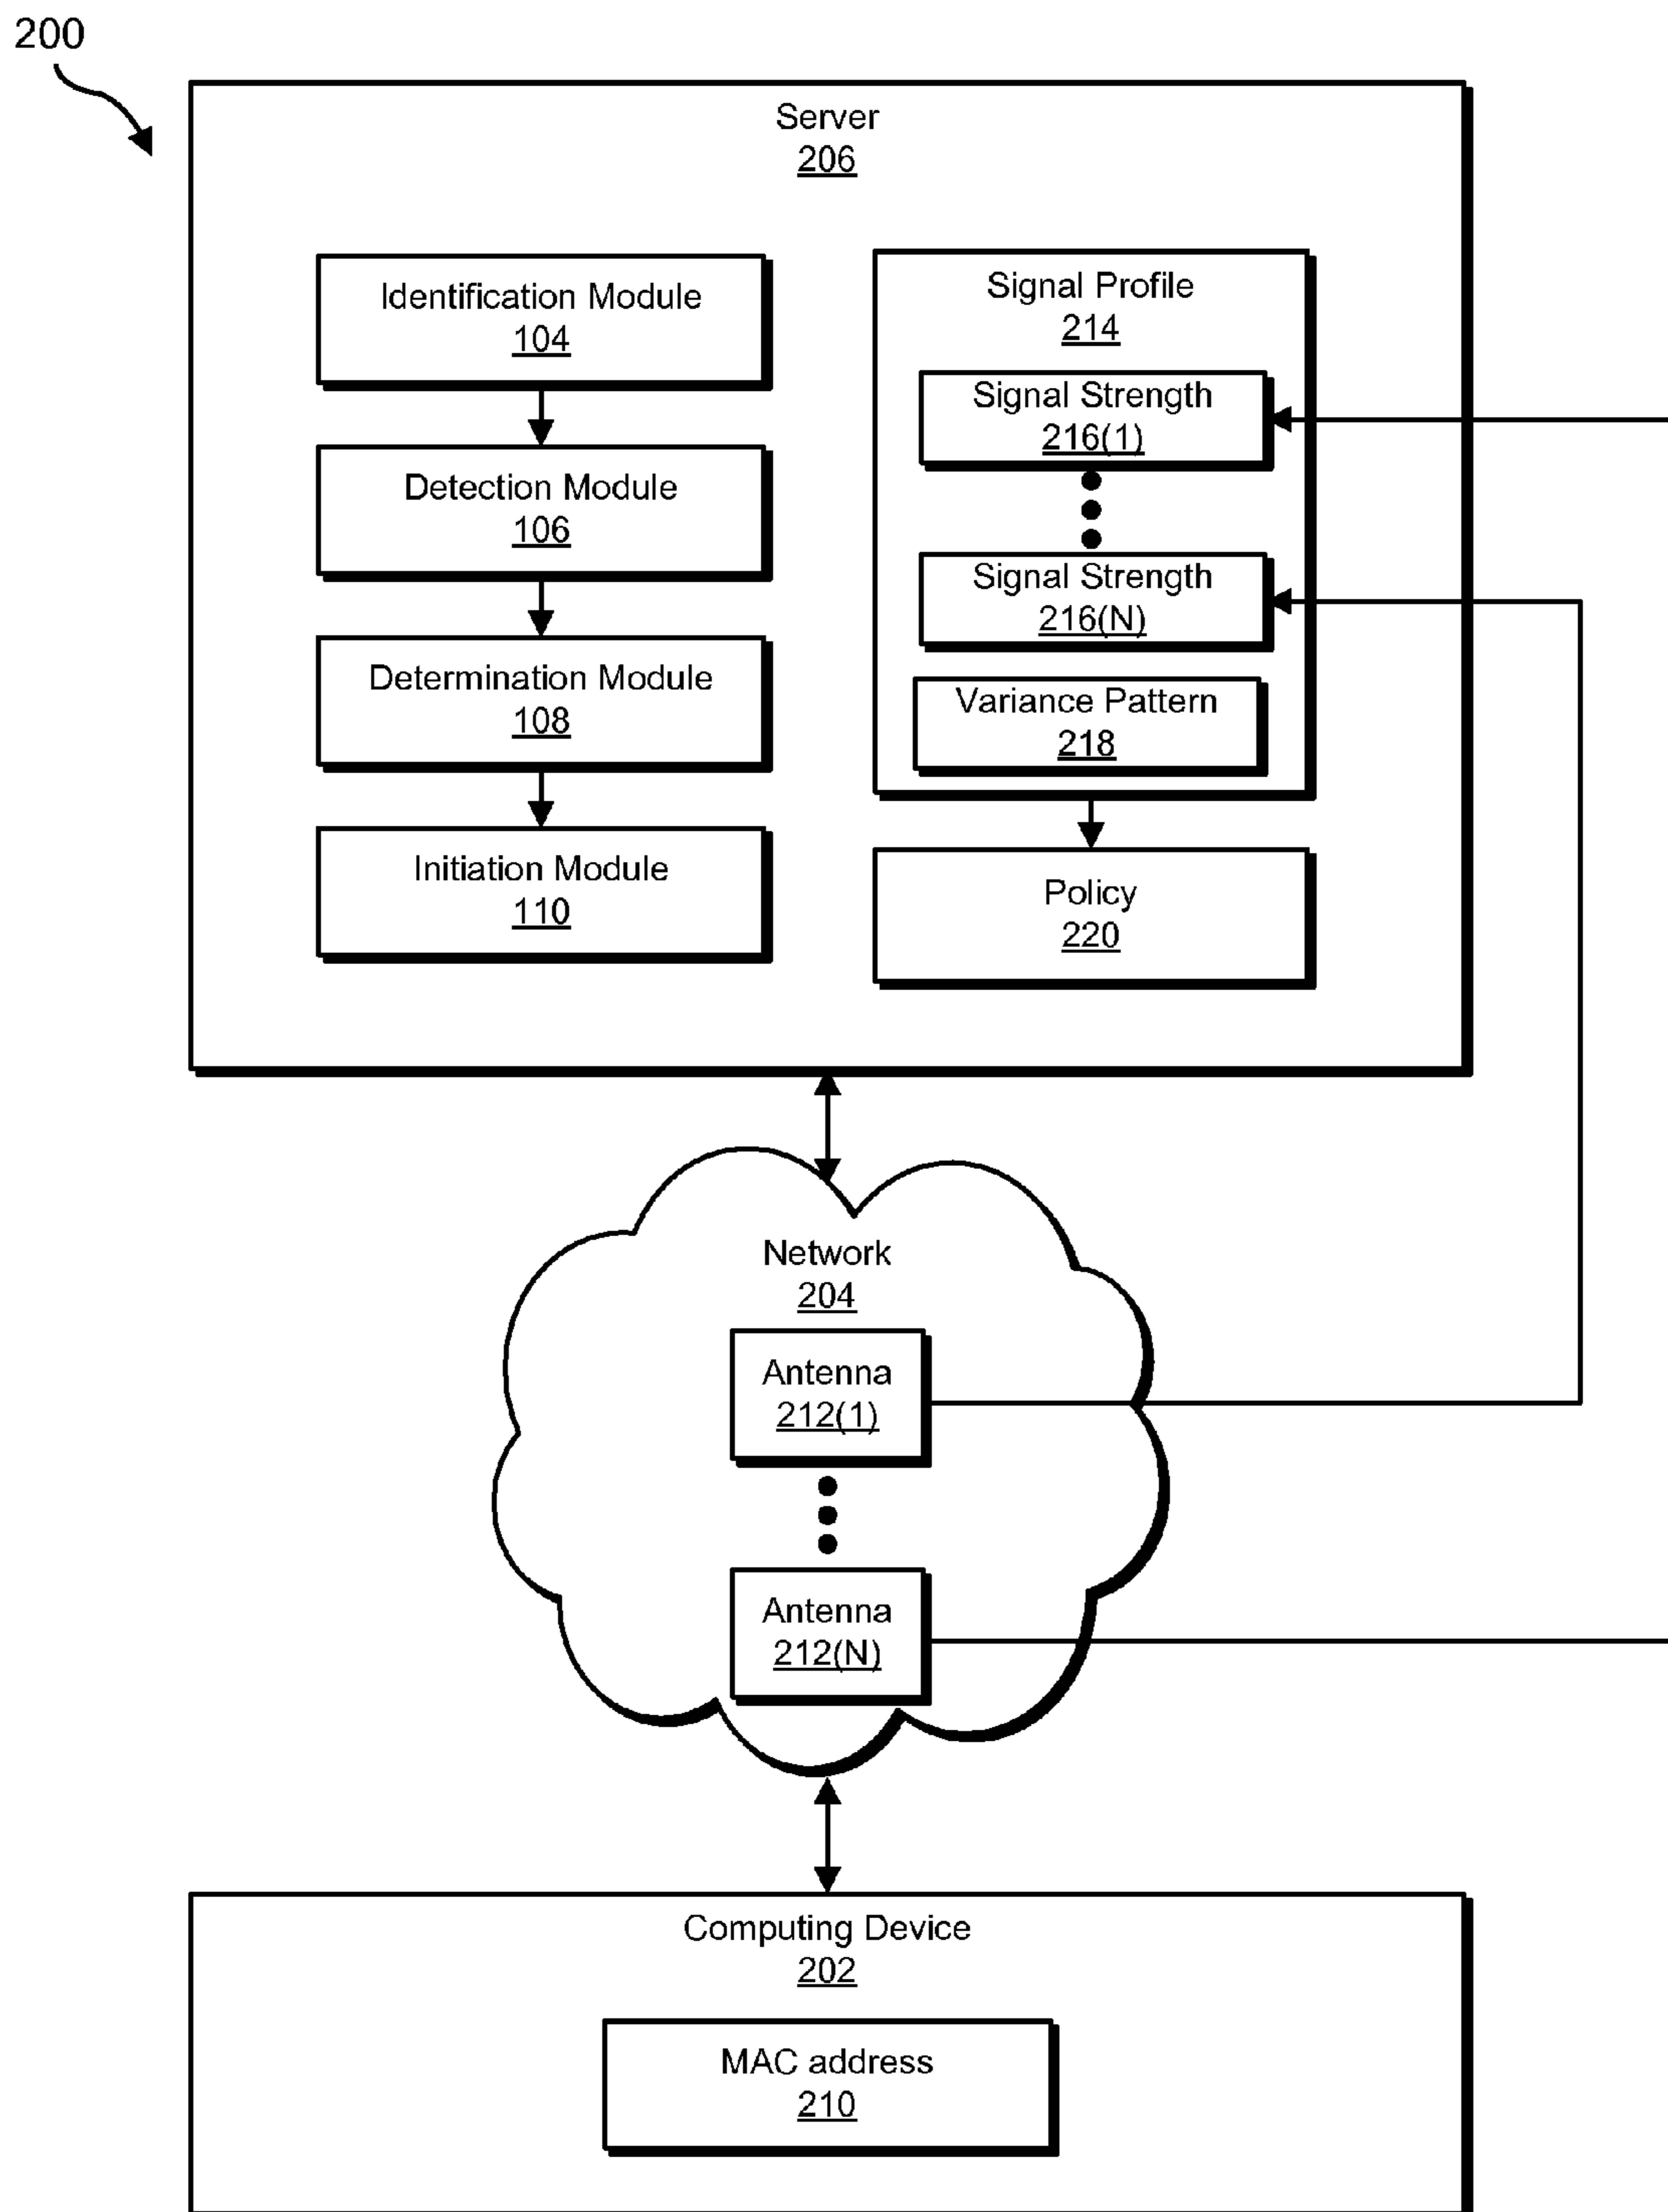 200
Server
206
Identification Module
104
Detection Module
106
Determination Module
108
Initiation Module
110
Signal Profile
214
Signal Strength
216(1)
Signal Strength
216(N)
Variance Pattern
218
Policy
220
Network
204
Antenna
212(1)
Antenna
212(N)
Computing Device
202
MAC address
210